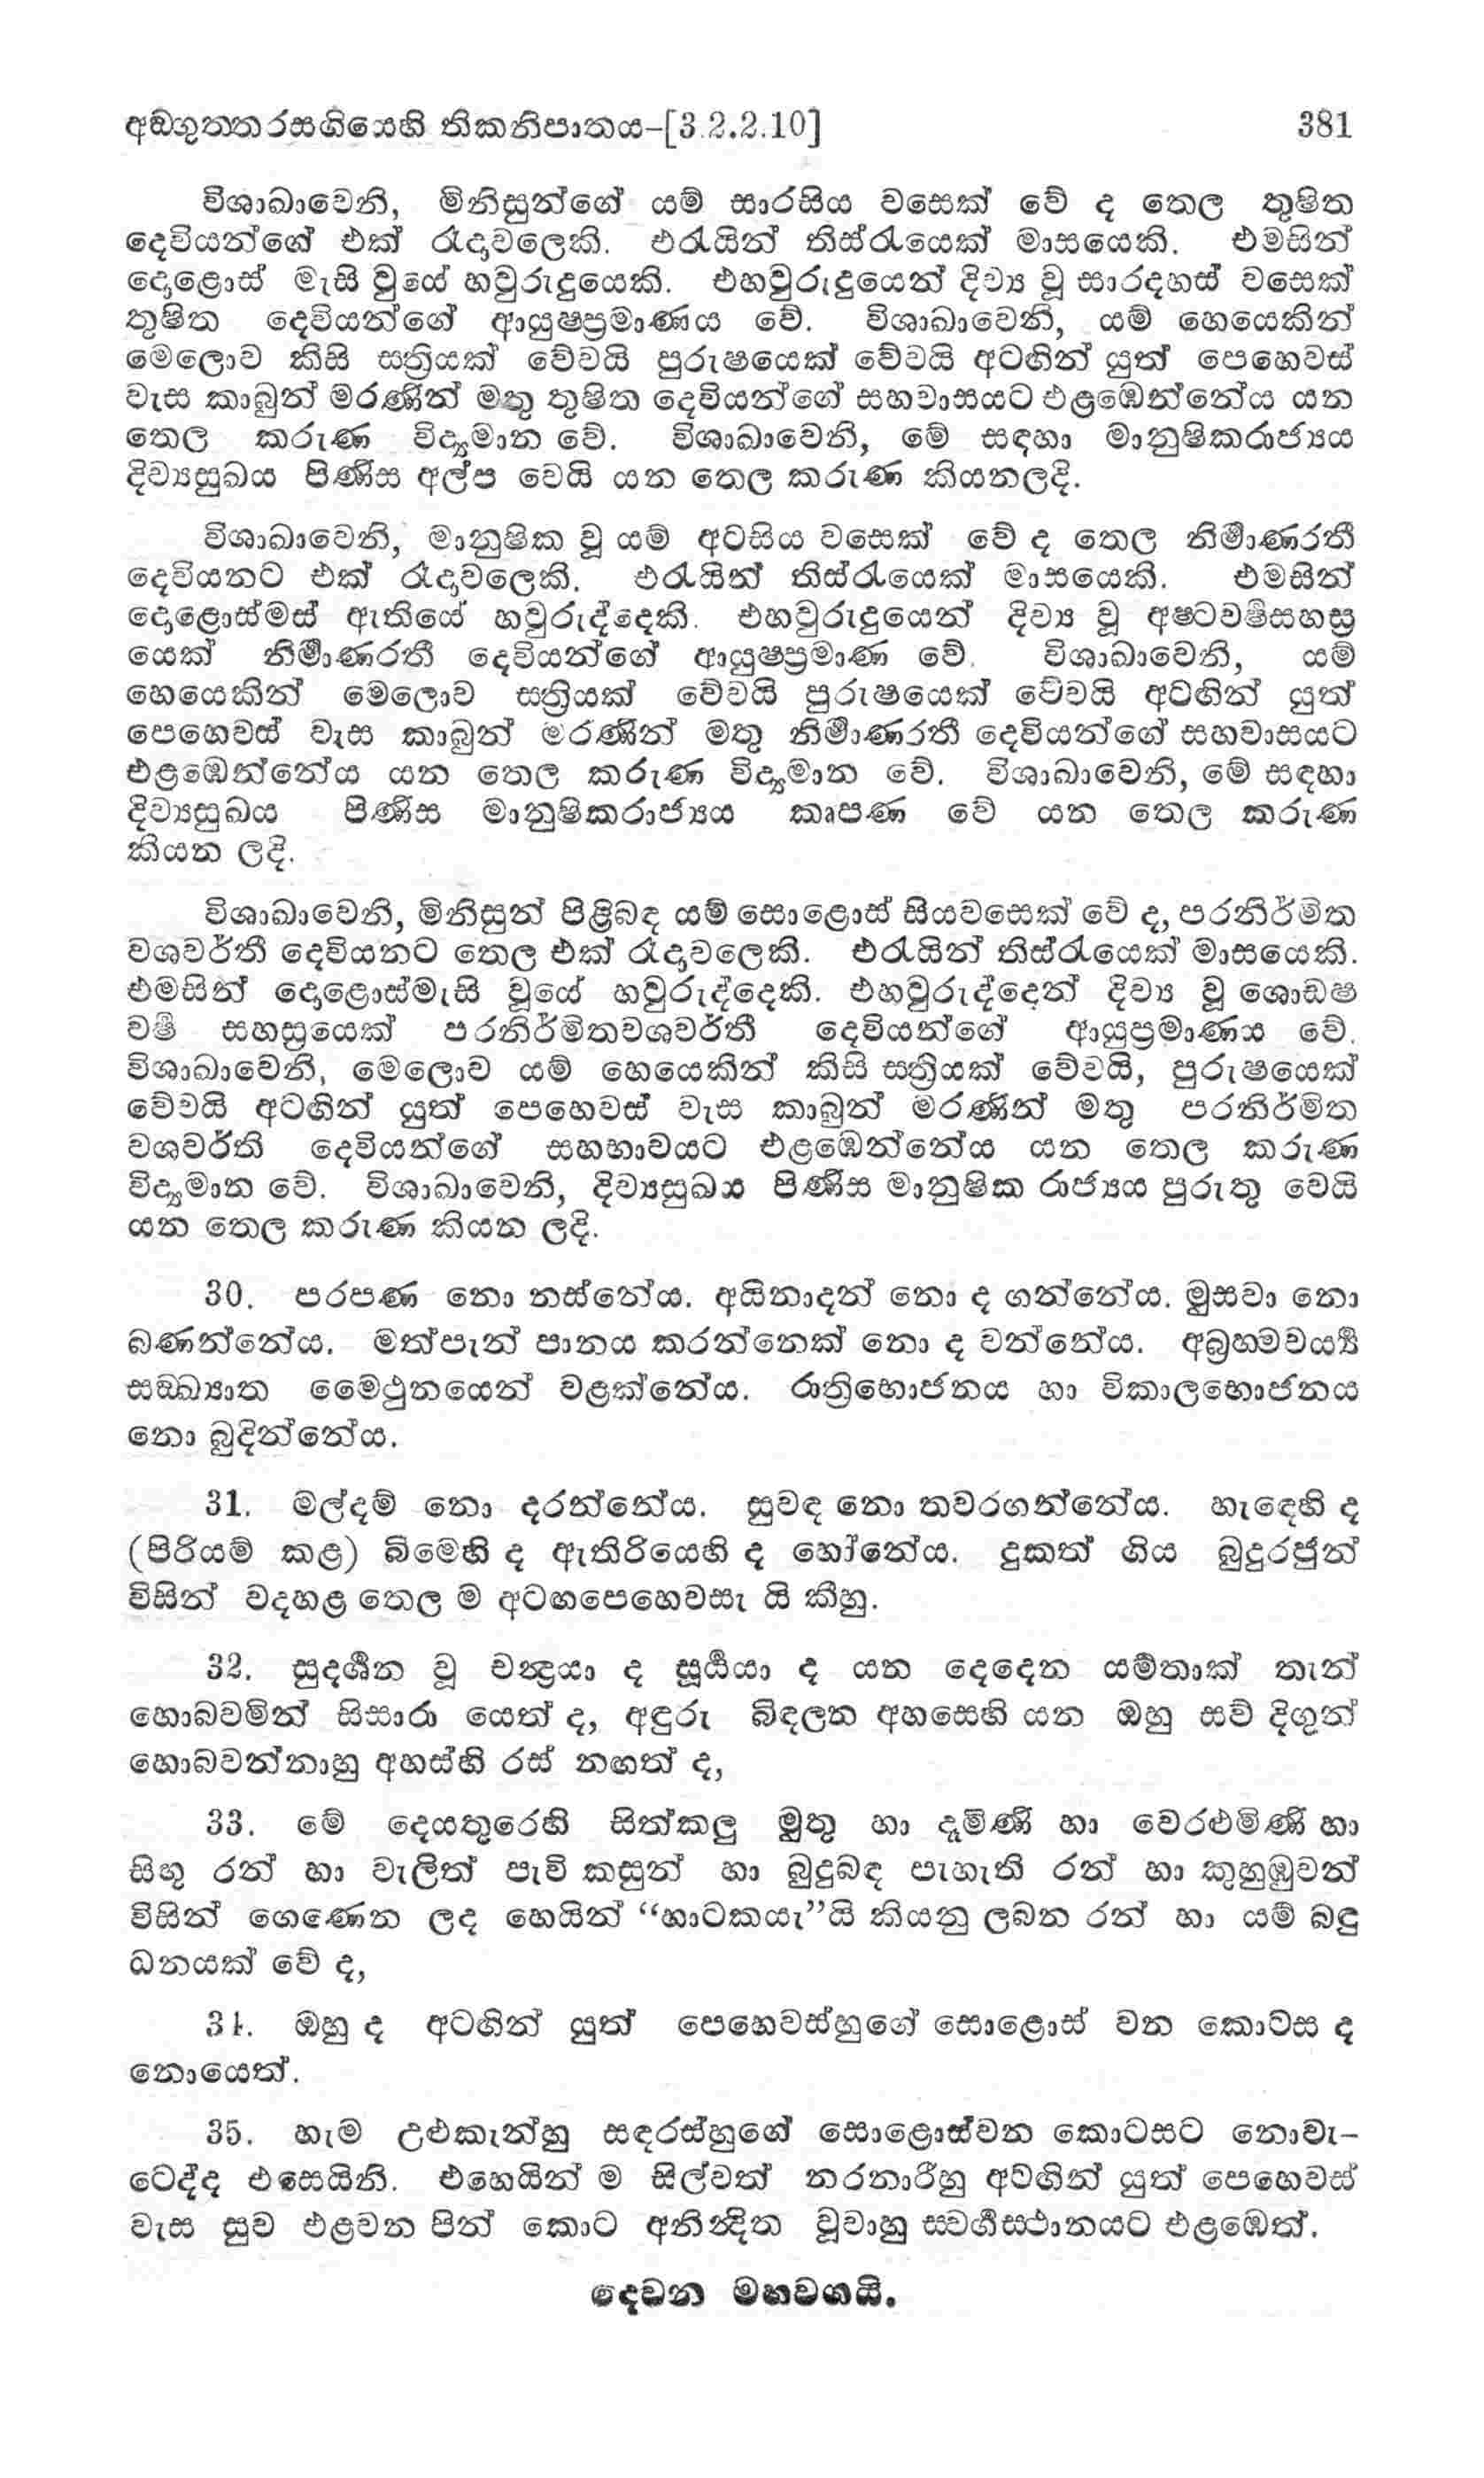 අඞ්ගුත්තරසඟියෙහි තිකනිපාතය–[3.2.2.10] 381
විශාඛාවෙනි, මිනිසුන්ගේ යම් සාරසිය වසෙක් වේ ද තෙල තුෂිත
දෙවියන්ගේ එක් රෑදාවලෙකි. එරැයින් තිස්රැයෙක් මාසයෙකි. එමසින්
දොළොස් මැසි වූයේ හවුරුදුයෙකි. එහවුරුදුයෙන් දිව්‍ය වූ සාරදහස් වසෙක්
තුෂිත දෙවියන්ගේ ආයුෂප්‍රමාණය වේ. විශාඛාවෙනි, යම් හෙයෙකින්
මෙලොව කිසි සත්‍රියක් වේවයි පුරුෂයෙක් වේවයි අටඟින් යුත් පෙහෙවස්
වැස කාබුන් මරණින් මතු තුෂිත දෙවියන්ගේ සහවාසයට එළඹෙන්නේය යන
තෙල කරුණ විද්‍යමාන වේ. විශාඛාවෙනි, මේ සඳහා මානුෂිකරාජ්‍යය
දිව්‍යසුඛය පිණිස අල්ප වෙයි යන තෙල කරුණ කියනලදි.
විශාඛාවෙනි, මානුෂික වූ යම් අටසිය වසෙක් වේ ද තෙල නිර්‍මාණරතී
දෙවියනට එක් රෑදාවලෙකි. එරැයින් තිස්රැයෙක් මාසයෙකි. එමසින්
දොළොස්මස් ඇතියේ හවුරුද්දෙකි. එහවුරුදුයෙන් දිව්‍ය වූ අෂ්ටවර්‍ෂසහස්‍ර
යෙක් නිර්‍මාණරතී දෙවියන්ගේ ආයුෂප්‍රමාණ වේ. විශාඛාවෙනි, යම්
හෙයෙකින් මෙලොව සත්‍රියක් වේවයි පුරුෂයෙක් වේවයි අටඟින් යුත්
පෙහෙවස් වැස කාබුන් මරණින් මතු නිර්‍මාණරතී දෙවියන්ගේ සහවාසයට
එළඹෙන්නේය යන තෙල කරුණ විද්‍යමාන වේ. විශාඛාවෙනි, මේ සඳහා
දිව්‍යසුඛය පිණිස මානුෂිකරාජ්‍යය කෘපණ වේ යන තෙල කරුණ
කියන ලදි.
විශාඛාවෙනි, මිනිසුන් පිළිබඳ යම් සොළොස් සියවසෙක් වේ ද, පරනිර්මිත
වශවර්තී දෙවියනට තෙල එක් රෑදාවලෙකි. එරැයින් තිස්රැයෙක් මාසයෙකි.
එමසින් දොළොස්මැසි වූයේ හවුරුද්දෙකි. එහවුරුද්දෙන් දිව්‍ය වූ ශොඩෂ
වර්‍ෂ සහස්‍රයෙක් පරනිර්මිතවශවර්තී දෙවියන්ගේ ආයුප්‍රමාණය වේ.
විශාඛාවෙනි, මෙලොව යම් හෙයෙකින් කිසි සත්‍රියක් වේවයි, පුරුෂයෙක්
වේවයි අටඟින් යුත් පෙහෙවස් වැස කාබුන් මරණින් මතු පරනිර්මිත
වශවර්ති දෙවියන්ගේ සහභාවයට එළඹෙන්නේය යන තෙල කරුණ
විද්‍යමාන වේ. විශාඛාවෙනි, දිව්‍යසුඛය පිණිස මානුෂික රාජ්‍යය පුරුතු වෙයි
යන තෙල කරුණ කියන ලදි.
30. පරපණ නො නස්නේය. අයිනාදන් නො ද ගන්නේය. මුසවා නො
බණන්නේය. මත්පැන් පානය කරන්නෙක් නො ද වන්නේය. අබ්‍රහ්මචර්‍ය්‍ය
සඞ්ඛ්‍යාත මෛථුනයෙන් වළක්නේය. රාත්‍රිභොජනය හා විකාලභොජනය
නො බුදින්නේය.
31. මල්දම් නො දරන්නේය. සුවඳ නො තවරගන්නේය. හැඳෙහි ද
(පිරියම් කළ) බිමෙහි ද ඇතිරියෙහි ද හෝනේය. දුකත් ගිය බුදුරජුන්
විසින් වදහළ තෙල ම අටඟපෙහෙවසැ යි කීහු.
32. සුදර්‍ශන වූ චන්‍ද්‍රයා ද සූර්‍ය්‍යයා ද යන දෙදෙන යම්තාක් තැන්
හොබවමින් සිසාරා යෙත් ද, අඳුරු බිඳලන අහසෙහි යන ඔහු සව් දිගුන්
හොබවන්නාහු අහස්හි රස් නඟත් ද,
33. මේ දෙයතුරෙහි සිත්කලු මුතු හා දෑමිණි හා වෙරළුමිණි හා
සිඟු රන් හා වැලිත් පැවි කසුන් හා බුදුබඳ පැහැති රන් හා කුහුඹුවන්
විසින් ගෙණෙන ලද හෙයින් “හාටකයැ”යි කියනු ලබන රන් හා යම් බඳු
ධනයක් වේ ද,
34. ඔහු ද අටඟින් යුත් පෙහෙවස්හුගේ සොළොස් වන කොටස ද
නොයෙත්.
35. හැම උළුකැන්හු සඳරස්හුගේ සොළොස්වන කොටසට නොවැ-
ටෙද්ද එසෙයිනි. එහෙයින් ම සිල්වත් නරනාරීහු අටඟින් යුත් පෙහෙවස්
වැස සුව එළවන පින් කොට අනින්‍දිත වූවාහු ස්වර්‍ගස්ථානයට එළඹෙත්.
දෙවන මහවගයි.